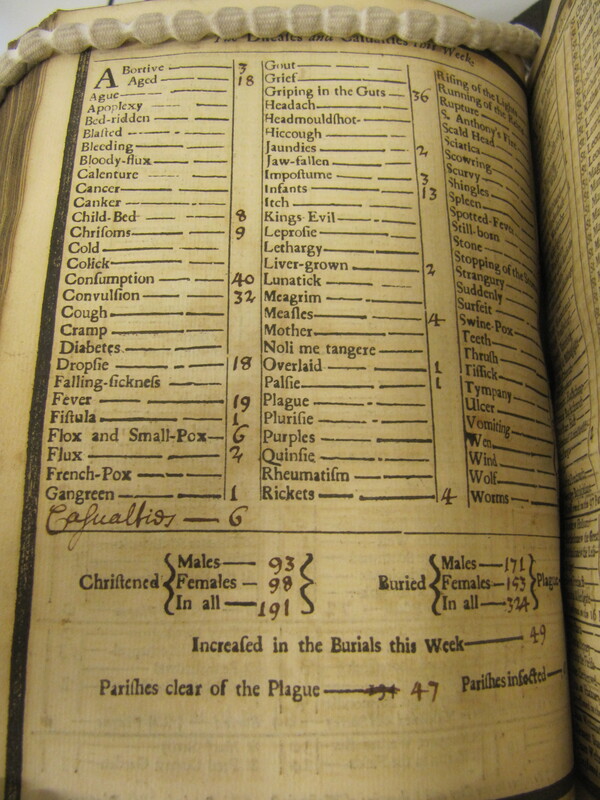 The Diseases and Casualties this Week
Abortive 3
Aged 18
Ague
Apoplexy
Bed-ridden
Blaſted
Bleeding
Bloody-flux
Calenture
Cancer
Canker
Child-Bed 8
Chriſoms 9
Cold
Colick
Conſumption 40
Convulſion 32
Cough
Cramp
Diabetes
Dropſie 18
Falling-ſickneſs
Fever 19
Fiſtula 1
Flox and Small-Pox 6
Flux 2
French-Pox
Gangreen 1
Caſualties 6
Gout
Grief
Griping in the Guts 36
Headach
Headmouldſhot
Hiccough
Jaundies 2
Jaw-fallen
Impoſtume 3
Infants 13
Itch
Kings Evil
Leproſie
Lethargy
Liver-grown 2
Lunatick
Meagrim
Meaſles 4
Mother
Noli me tangere
Overlaid 1
Palſie 1
Plague
Pluriſie
Purples
Quinſie
Rheumatiſm
Rickets 4
Riſing of the Lights
Running of the Reins
Rupture
S. Anthony's Fire
Scald Head
Sciatica
Scowring
Scurvy
Shingles
Spleen
Spotted-Fever
Still-born
Stone
Stopping of the
Strangury
Suddenly
Surfeit
Swine-Pox
Teeth
Thruſh
Tiſſick
Tympany
Ulcer
Vomiting
Wen
Wind
Wolf
Worms
Chriſtened
Males 93
Females 98
In all 191
Buried
Males 171
Females 153
In all 324
Plague
Increaſed in the Burials this Week 49
Pariſhes clear of the Plague 47 Pariſhes infected